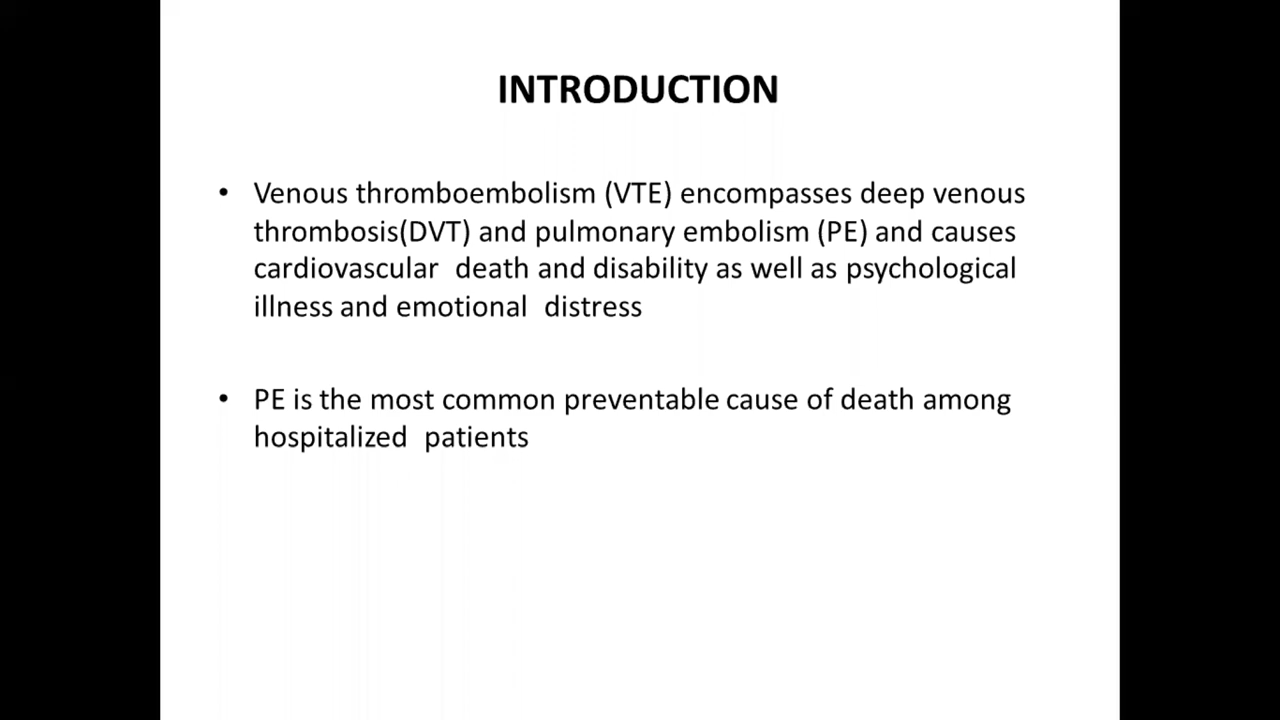 INTRODUCTION
• Venous thromboembolism (VTE) encompasses deep venous
thrombosis(DVT) and pulmonary embolism (PE) and causes
cardiovascular  death and disability as well as psychological
illness and emotional  distress
• PE is the most common preventable cause of death among
hospitalized  patients